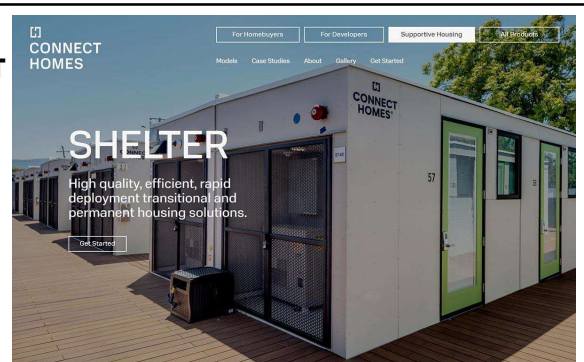 CONNECT
HOMES
For Homebuyers
For Developers
Supportive Housing
All Products
Models
Case Studies
About
Gallery
Get Started
CONNECT
HOMES
SHELTER
High quality, efficient, rapid
deployment transitional and
permanent housing solutions.
Get Started
57